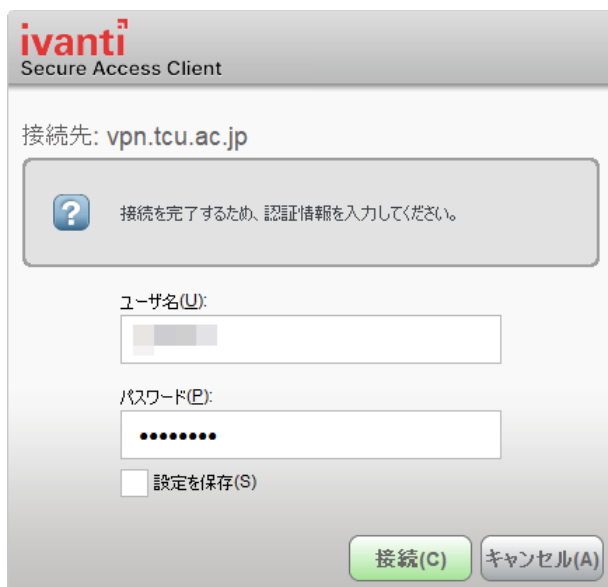 ivanti
Secure Access Client
接続先: vpn.tcu.ac.jp
?
接続を完了するため、認証情報を入力してください。
ユーザ名(U):
パスワード(P):
••••••••
設定を保存(S)
接続(C) キャンセル(A)